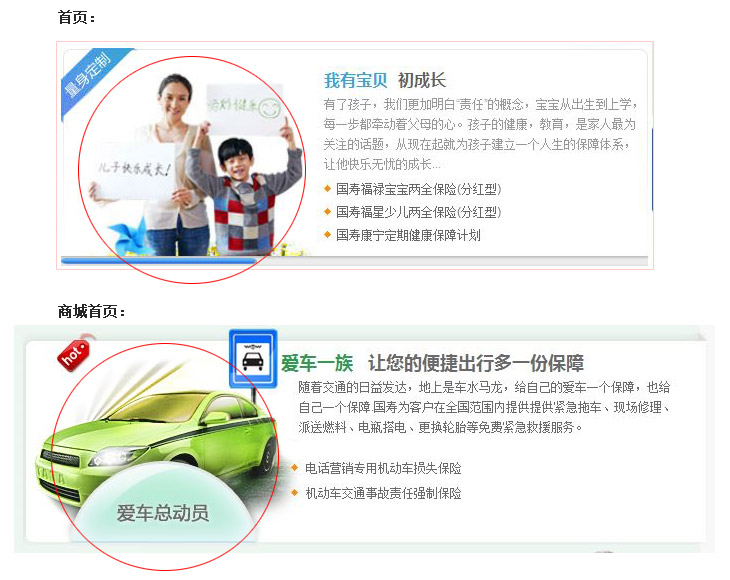 首页：
量身定制
我有宝贝 初成长
有了孩子，我们更加明白“责任”的概念，宝宝从出生到上学，
每一步都牵动着父母的心。孩子的健康，教育，是家人最为
关注的话题，从现在起就为孩子建立一个人生的保障体系，
让他快乐无忧的成长...
儿子快乐成长！
国寿福禄宝宝两全保险(分红型)
国寿福星少儿两全保险(分红型)
国寿康宁定期健康保障计划
商城首页：
hot
爱车一族 让您的便捷出行多一份保障
随着交通的日益发达，地上是车水马龙，给自己的爱车一个保障，也给
自己一个保障.国寿为客户在全国范围内提供提供紧急拖车、现场修理、
派送燃料、电瓶搭电、更换轮胎等免费紧急救援服务。
电话营销专用机动车损失保险
机动车交通事故责任强制保险
爱车总动员